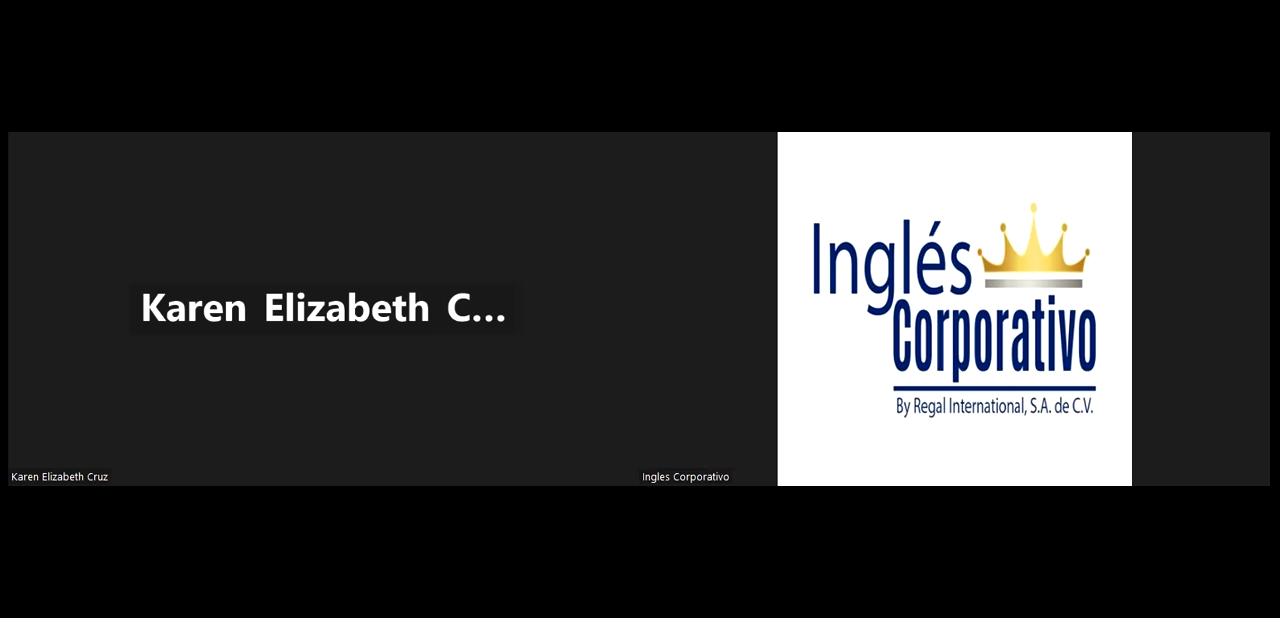 Karen Elizabeth C...
Karen Elizabeth Cruz
Inglés
Corporativo
By Regal International, S.A. de C.V.
Ingles Corporativo